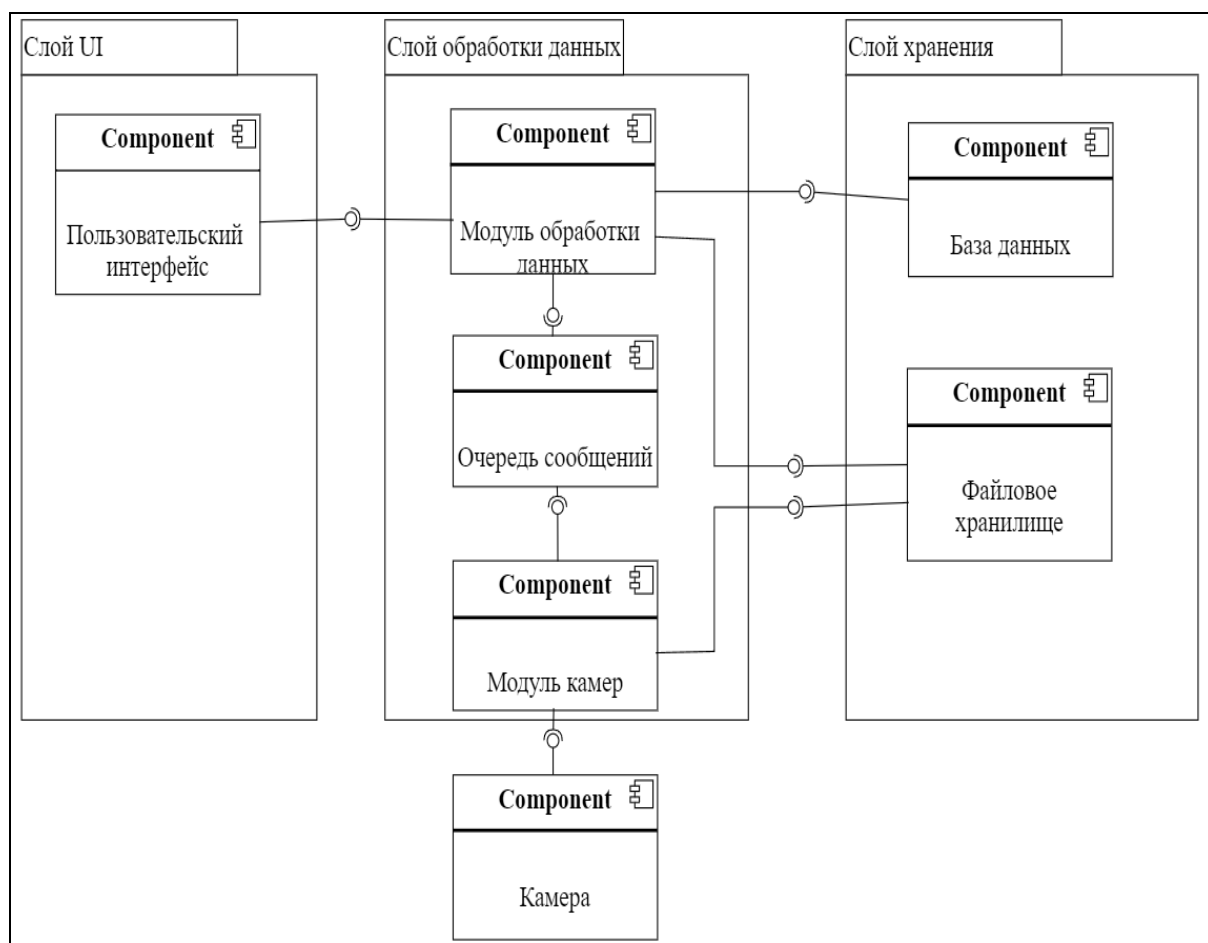 Слой UI
Component
Пользовательский
интерфейс
Слой обработки данных
Component
Модуль обработки
данных
Component
Очередь сообщений
Component
Модуль камер
Component
Камера
Слой хранения
Component
База данных
Component
Файловое
хранилище